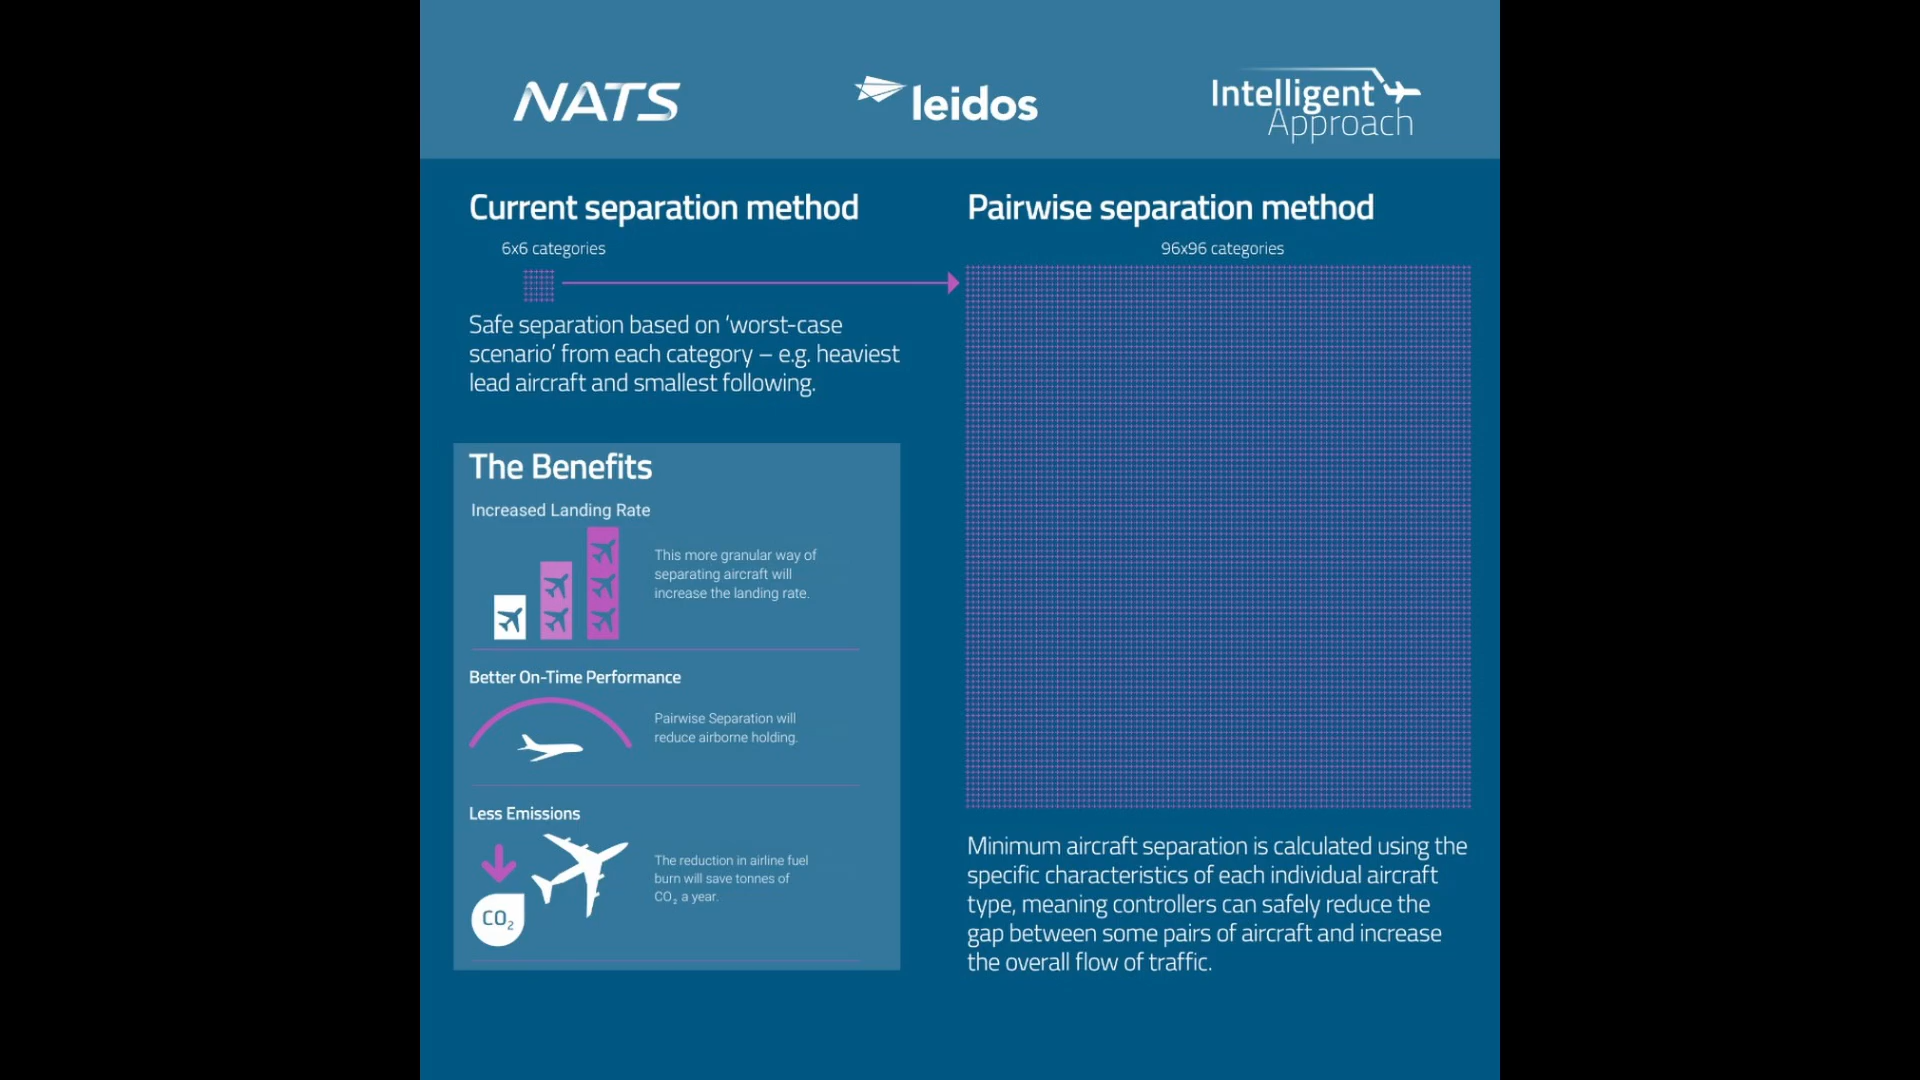 NATS
leidos
Intelligent
Approach
Current separation method
6x6 categories
Safe separation based on ‘worst-case
scenario’ from each category – e.g. heaviest
lead aircraft and smallest following.
The Benefits
Increased Landing Rate
This more granular way of
separating aircraft will
increase the landing rate.
Better On-Time Performance
Pairwise Separation will
reduce airborne holding.
Less Emissions
CO₂
The reduction in airline fuel
burn will save tonnes of
CO₂ a year.
Pairwise separation method
96x96 categories
Minimum aircraft separation is calculated using the
specific characteristics of each individual aircraft
type, meaning controllers can safely reduce the
gap between some pairs of aircraft and increase
the overall flow of traffic.